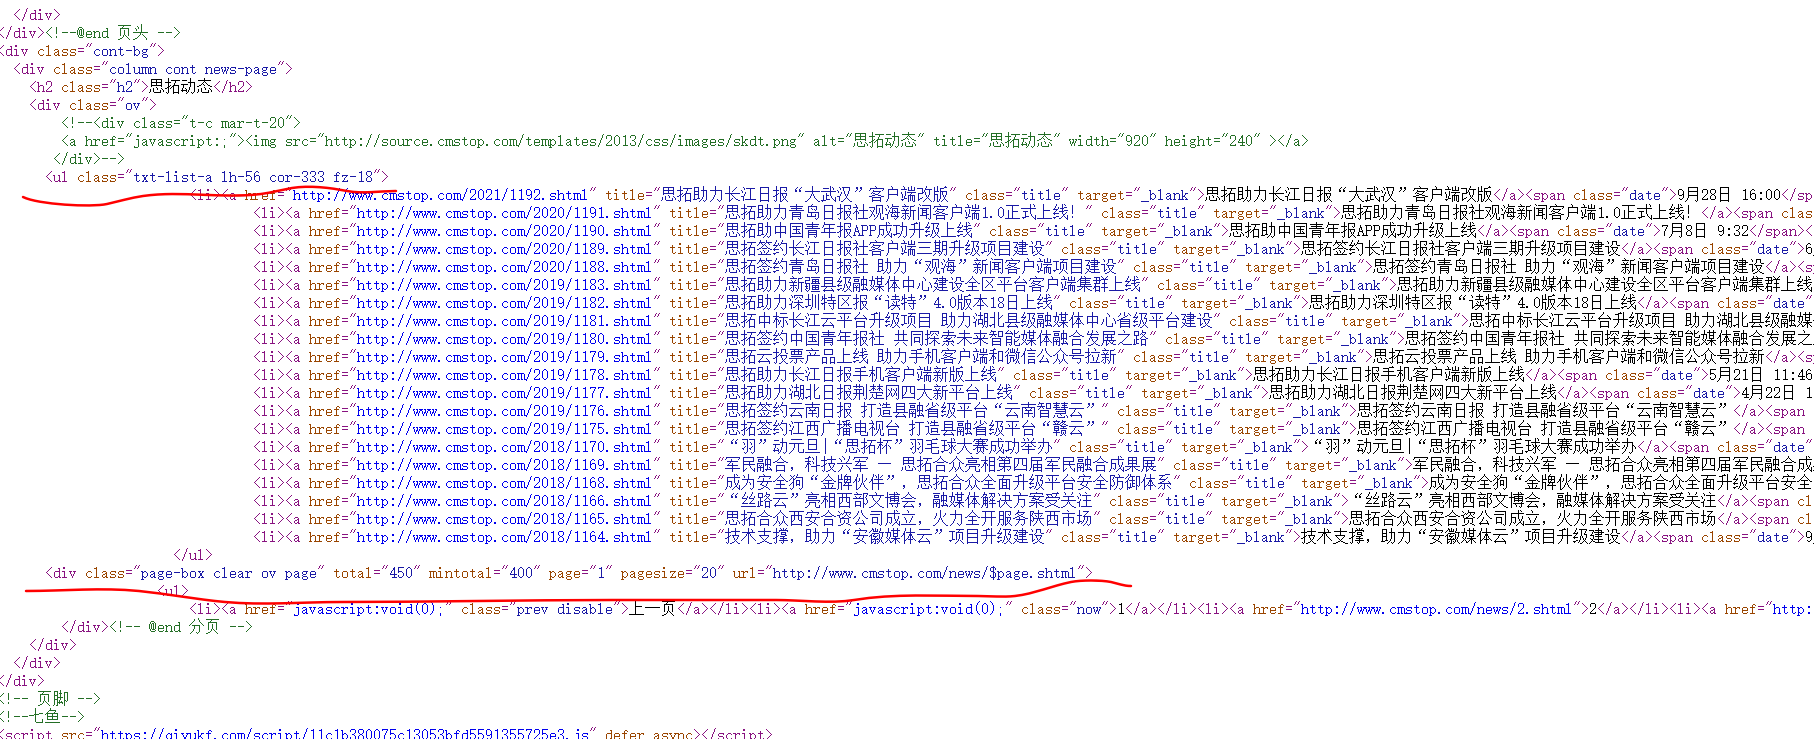 </div>
</div><!--@end 页头 -->
<div class="cont-bg">
<div class="column cont news-page">
<h2 class="h2">思拓动态</h2>
<div class="ov">
<!--<div class="t-c mar-t-20">
<a href="javascript:;"><img src="http://source.cmstop.com/templates/2013/css/images/skdt.png" alt="思拓动态" title="思拓动态" width="920" height="240" ></a>
</div>-->
<ul class="txt-list-a lh-56 cor-333 fz-18">
<li><a href="http://www.cmstop.com/2021/1192.shtml" title="思拓助力长江日报“大武汉”客户端改版" class="title" target="_blank">思拓助力长江日报“大武汉”客户端改版</a><span class="date">9月28日 16:00</span
<li><a href="http://www.cmstop.com/2020/1191.shtml" title="思拓助力青岛日报社观海新闻客户端1.0正式上线！" class="title" target="_blank">思拓助力青岛日报社观海新闻客户端1.0正式上线！</a><span clas
<li><a href="http://www.cmstop.com/2020/1190.shtml" title="思拓助中国青年报APP成功升级上线" class="title" target="_blank">思拓助中国青年报APP成功升级上线</a><span class="date">7月8日 9:32</span><
<li><a href="http://www.cmstop.com/2020/1189.shtml" title="思拓签约长江日报社客户端三期升级项目建设" class="title" target="_blank">思拓签约长江日报社客户端三期升级项目建设</a><span class="date">6
<li><a href="http://www.cmstop.com/2020/1188.shtml" title="思拓签约青岛日报社 助力“观海”新闻客户端项目建设" class="title" target="_blank">思拓签约青岛日报社 助力“观海”新闻客户端项目建设</a><s
<li><a href="http://www.cmstop.com/2019/1183.shtml" title="思拓助力新疆县级融媒体中心建设全区平台客户端集群上线" class="title" target="_blank">思拓助力新疆县级融媒体中心建设全区平台客户端集群上线
<li><a href="http://www.cmstop.com/2019/1182.shtml" title="思拓助力深圳特区报“读特”4.0版本18日上线" class="title" target="_blank">思拓助力深圳特区报“读特”4.0版本18日上线</a><span class="date
<li><a href="http://www.cmstop.com/2019/1181.shtml" title="思拓中标长江云平台升级项目 助力湖北县级融媒体中心省级平台建设" class="title" target="_blank">思拓中标长江云平台升级项目 助力湖北县级融媒
<li><a href="http://www.cmstop.com/2019/1180.shtml" title="思拓签约中国青年报社 共同探索未来智能媒体融合发展之路" class="title" target="_blank">思拓签约中国青年报社 共同探索未来智能媒体融合发展之
<li><a href="http://www.cmstop.com/2019/1179.shtml" title="思拓云投票产品上线 助力手机客户端和微信公众号拉新" class="title" target="_blank">思拓云投票产品上线 助力手机客户端和微信公众号拉新</a><s
<li><a href="http://www.cmstop.com/2019/1178.shtml" title="思拓助力长江日报手机客户端新版上线" class="title" target="_blank">思拓助力长江日报手机客户端新版上线</a><span class="date">5月21日 11:46
<li><a href="http://www.cmstop.com/2019/1177.shtml" title="思拓助力湖北日报荆楚网四大新平台上线" class="title" target="_blank">思拓助力湖北日报荆楚网四大新平台上线</a><span class="date">4月22日 1
<li><a href="http://www.cmstop.com/2019/1176.shtml" title="思拓签约云南日报 打造县融省级平台“云南智慧云”" class="title" target="_blank">思拓签约云南日报 打造县融省级平台“云南智慧云”</a><span
<li><a href="http://www.cmstop.com/2019/1175.shtml" title="思拓签约江西广播电视台 打造县融省级平台“赣云”" class="title" target="_blank">思拓签约江西广播电视台 打造县融省级平台“赣云”</a><span
<li><a href="http://www.cmstop.com/2018/1170.shtml" title="“羽”动元旦|“思拓杯”羽毛球大赛成功举办" class="title" target="_blank">“羽”动元旦|“思拓杯”羽毛球大赛成功举办</a><span class="date"
<li><a href="http://www.cmstop.com/2018/1169.shtml" title="军民融合，科技兴军 — 思拓合众亮相第四届军民融合成果展" class="title" target="_blank">军民融合，科技兴军 — 思拓合众亮相第四届军民融合成
<li><a href="http://www.cmstop.com/2018/1168.shtml" title="成为安全狗“金牌伙伴”，思拓合众全面升级平台安全防御体系" class="title" target="_blank">成为安全狗“金牌伙伴”，思拓合众全面升级平台安全
<li><a href="http://www.cmstop.com/2018/1166.shtml" title="“丝路云”亮相西部文博会，融媒体解决方案受关注" class="title" target="_blank">“丝路云”亮相西部文博会，融媒体解决方案受关注</a><span cl
<li><a href="http://www.cmstop.com/2018/1165.shtml" title="思拓合众西安合资公司成立，火力全开服务陕西市场" class="title" target="_blank">思拓合众西安合资公司成立，火力全开服务陕西市场</a><span cl
<li><a href="http://www.cmstop.com/2018/1164.shtml" title="技术支撑，助力“安徽媒体云”项目升级建设" class="title" target="_blank">技术支撑，助力“安徽媒体云”项目升级建设</a><span class="date">9
</ul>
<div class="page-box clear ov page" total="450" mintotal="400" page="1" pagesize="20" url="http://www.cmstop.com/news/$page.shtml">
<ul>
<li><a href="javascript:void(0);" class="prev disable">上一页</a></li><li><a href="javascript:void(0);" class="now">1</a></li><li><a href="http://www.cmstop.com/news/2.shtml">2</a></li><li><a href="http:
</div><!-- @end 分页 -->
</div>
</div>
</div>
<!-- 页脚 -->
<!--七鱼-->
<script src="https://qiyukf.com/script/11c1b380075c13053bfd5591355725e3.js" defer async></script>